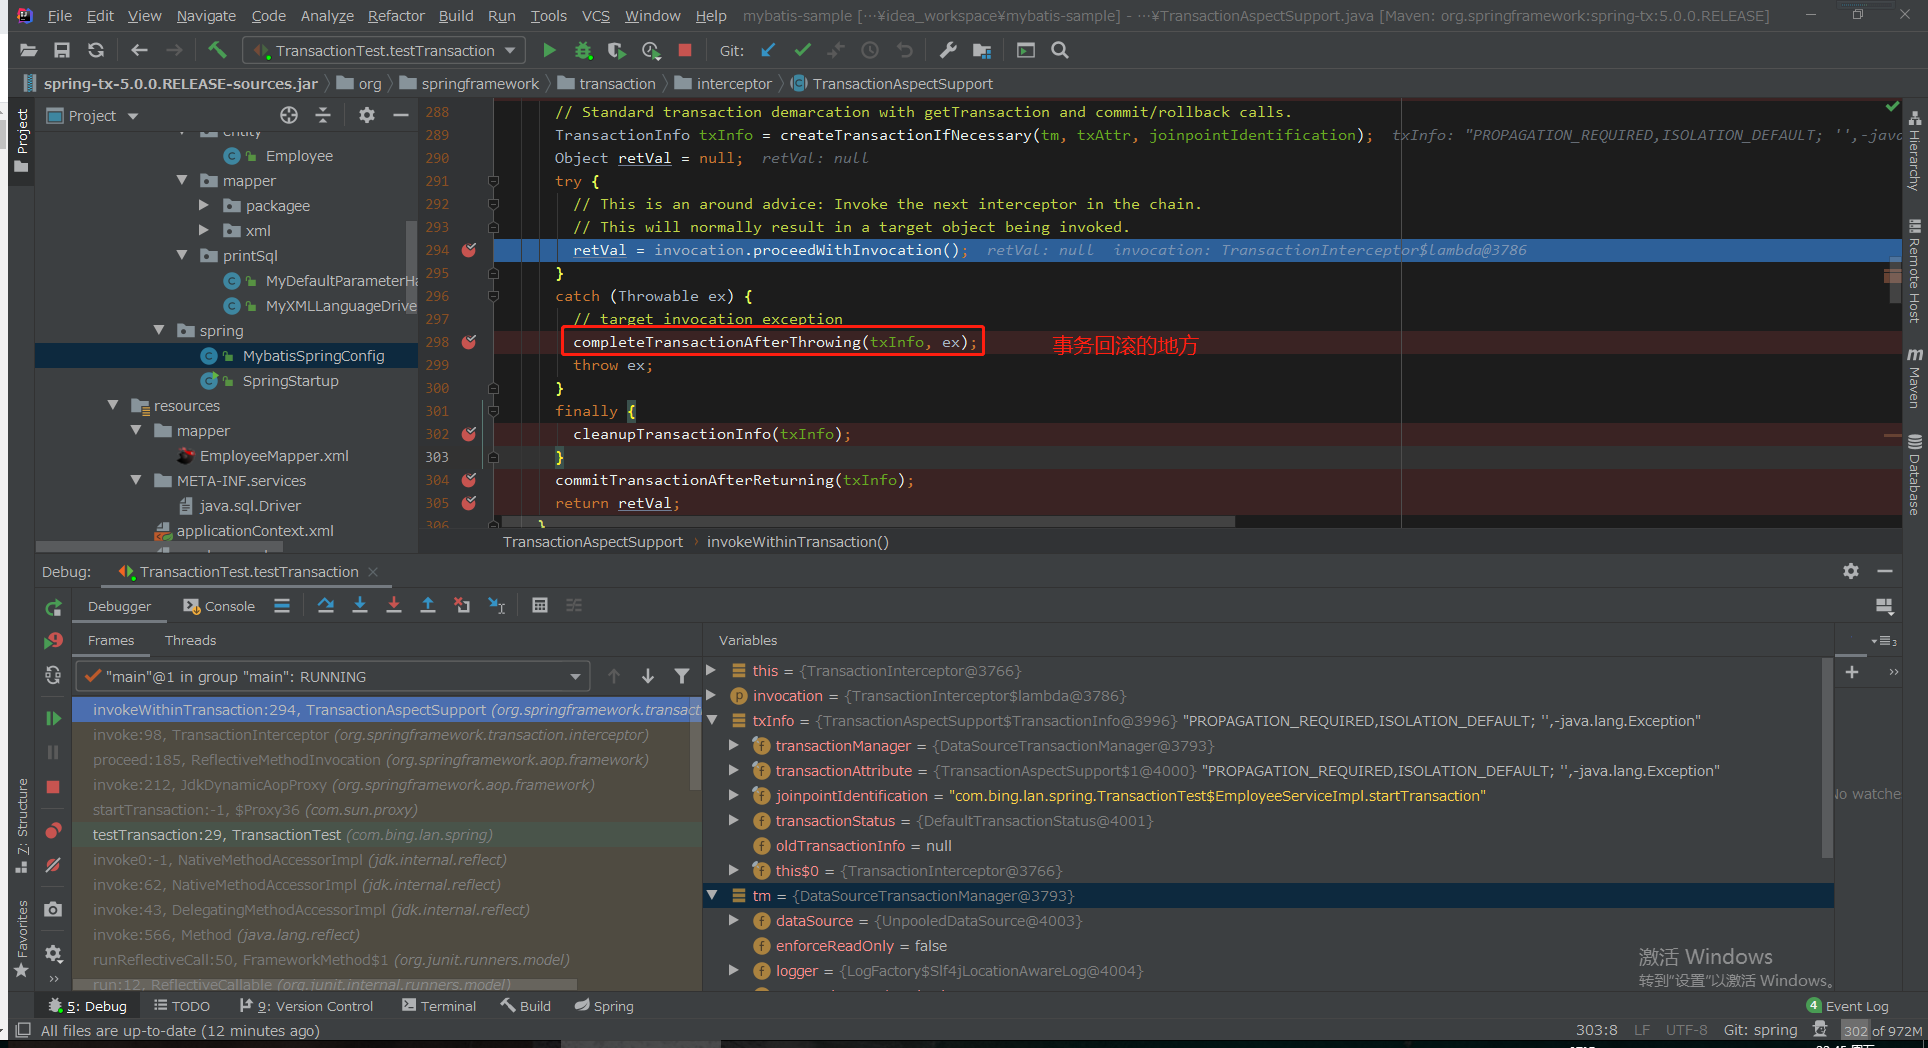 File Edit View Navigate Code Analyze Refactor Build Run Tools VCS Window Help mybatis-sample [...¥idea_workspace¥mybatis-sample] - ...¥TransactionAspectSupport.java [Maven: org.springframework:spring-tx:5.0.0.RELEASE]
TransactionTest.testTransaction Git:
spring-tx-5.0.0.RELEASE-sources.jar org springframework transaction interceptor TransactionAspectSupport
Project
Project
entity
Employee
mapper
packagee
xml
printSql
MyDefaultParameterHa
MyXMLLanguageDrive
spring
MybatisSpringConfig
SpringStartup
resources
mapper
EmployeeMapper.xml
META-INF.services
java.sql.Driver
applicationContext.xml
288 // Standard transaction demarcation with getTransaction and commit/rollback calls.
289 TransactionInfo txInfo = createTransactionIfNecessary(tm, txAttr, joinpointIdentification); txInfo: "PROPAGATION_REQUIRED,ISOLATION_DEFAULT; '',-java
290 Object retVal = null; retVal: null
291 try {
292 // This is an around advice: Invoke the next interceptor in the chain.
293 // This will normally result in a target object being invoked.
294 retVal = invocation.proceedWithInvocation(); retVal: null invocation: TransactionInterceptor$lambda@3786
295 }
296 catch (Throwable ex) {
297 // target invocation exception
298 completeTransactionAfterThrowing(txInfo, ex); 事务回滚的地方
299 throw ex;
300 }
301 finally {
302 cleanupTransactionInfo(txInfo);
303 }
304 commitTransactionAfterReturning(txInfo);
305 return retVal;
306 }
TransactionAspectSupport › invokeWithinTransaction()
Hierarchy
Remote Host
Maven
Database
Debug: TransactionTest.testTransaction
Debugger Console
Frames Threads
"main"@1 in group "main": RUNNING
invokeWithinTransaction:294, TransactionAspectSupport (org.springframework.transact
invoke:98, TransactionInterceptor (org.springframework.transaction.interceptor)
proceed:185, ReflectiveMethodInvocation (org.springframework.aop.framework)
invoke:212, JdkDynamicAopProxy (org.springframework.aop.framework)
startTransaction:-1, $Proxy36 (com.sun.proxy)
testTransaction:29, TransactionTest (com.bing.lan.spring)
invoke0:-1, NativeMethodAccessorImpl (jdk.internal.reflect)
invoke:62, NativeMethodAccessorImpl (jdk.internal.reflect)
invoke:43, DelegatingMethodAccessorImpl (jdk.internal.reflect)
invoke:566, Method (java.lang.reflect)
runReflectiveCall:50, FrameworkMethod$1 (org.junit.runners.model)
run:12, ReflectiveCallable (org.junit.internal.runners.model)
Variables
this = {TransactionInterceptor@3766}
invocation = {TransactionInterceptor$lambda@3786}
txInfo = {TransactionAspectSupport$TransactionInfo@3996} "PROPAGATION_REQUIRED,ISOLATION_DEFAULT; '',-java.lang.Exception"
transactionManager = {DataSourceTransactionManager@3793}
transactionAttribute = {TransactionAspectSupport$1@4000} "PROPAGATION_REQUIRED,ISOLATION_DEFAULT; '',-java.lang.Exception"
joinpointIdentification = "com.bing.lan.spring.TransactionTest$EmployeeServiceImpl.startTransaction"
transactionStatus = {DefaultTransactionStatus@4001}
oldTransactionInfo = null
this$0 = {TransactionInterceptor@3766}
tm = {DataSourceTransactionManager@3793}
dataSource = {UnpooledDataSource@4003}
enforceReadOnly = false
logger = {LogFactory$Slf4jLocationAwareLog@4004}
No watche
激活 Windows
转到"设置"以激活 Windows。
7: Structure
Favorites
5: Debug TODO 9: Version Control Terminal Build Spring 4 Event Log
All files are up-to-date (12 minutes ago) 303:8 LF UTF-8 Git: spring 302 of 972M